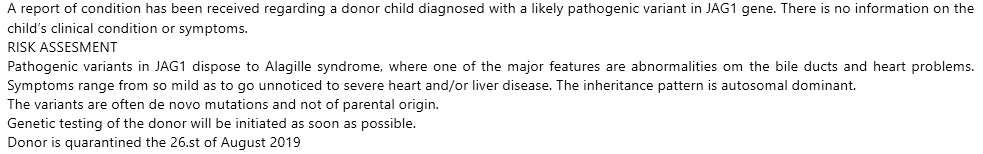 A report of condition has been received regarding a donor child diagnosed with a likely pathogenic variant in JAG1 gene. There is no information on the
child's clinical condition or symptoms.
RISK ASSESMENT
Pathogenic variants in JAG1 dispose to Alagille syndrome, where one of the major features are abnormalities om the bile ducts and heart problems.
Symptoms range from so mild as to go unnoticed to severe heart and/or liver disease. The inheritance pattern is autosomal dominant.
The variants are often de novo mutations and not of parental origin.
Genetic testing of the donor will be initiated as soon as possible.
Donor is quarantined the 26.st of August 2019